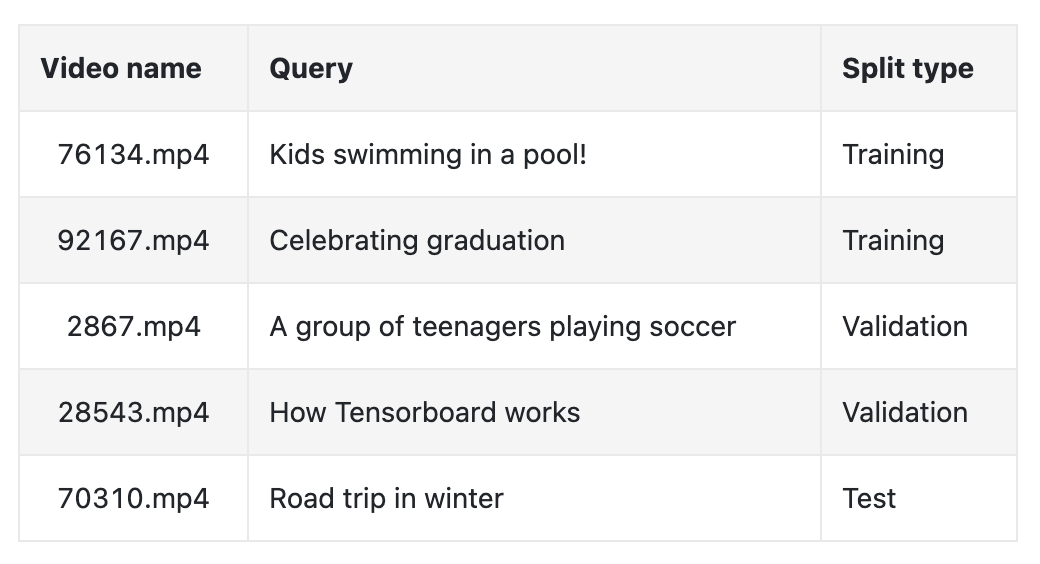 Video name Query Split type
76134.mp4 Kids swimming in a pool! Training
92167.mp4 Celebrating graduation Training
2867.mp4 A group of teenagers playing soccer Validation
28543.mp4 How Tensorboard works Validation
70310.mp4 Road trip in winter Test